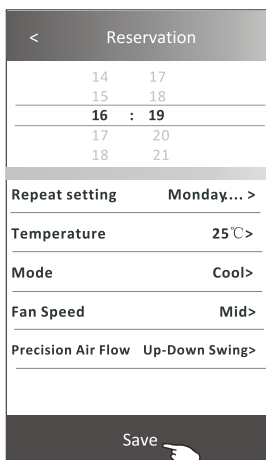 < Reservation
14 17
15 18
16 : 19
17 20
18 21
Repeat setting Monday.... >
Temperature 25℃>
Mode Cool>
Fan Speed Mid>
Precision Air Flow Up-Down Swing>
Save